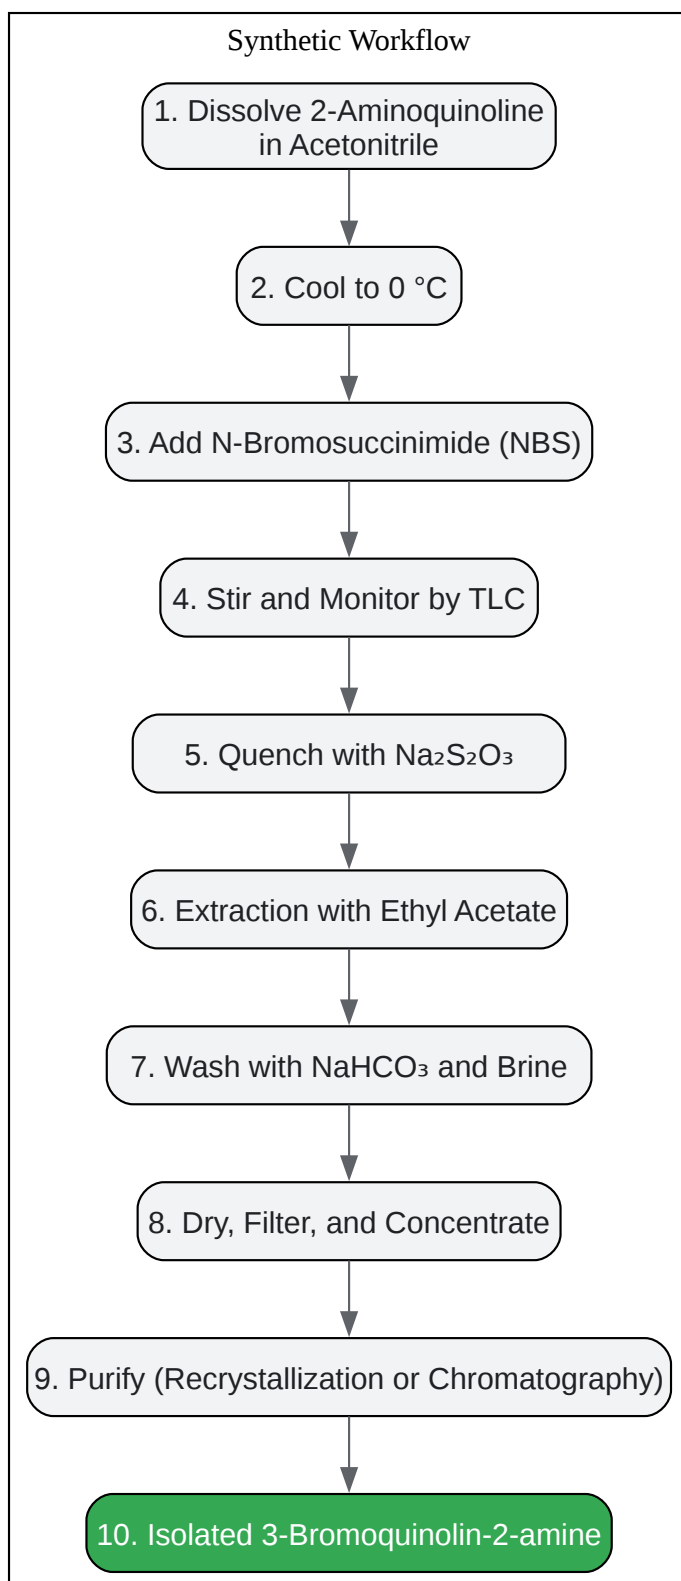 Synthetic Workflow
1. Dissolve 2-Aminoquinoline
in Acetonitrile
2. Cool to 0 °C
3. Add N-Bromosuccinimide (NBS)
4. Stir and Monitor by TLC
5. Quench with Na₂S₂O₃
6. Extraction with Ethyl Acetate
7. Wash with NaHCO₃ and Brine
8. Dry, Filter, and Concentrate
9. Purify (Recrystallization or Chromatography)
10. Isolated 3-Bromoquinolin-2-amine